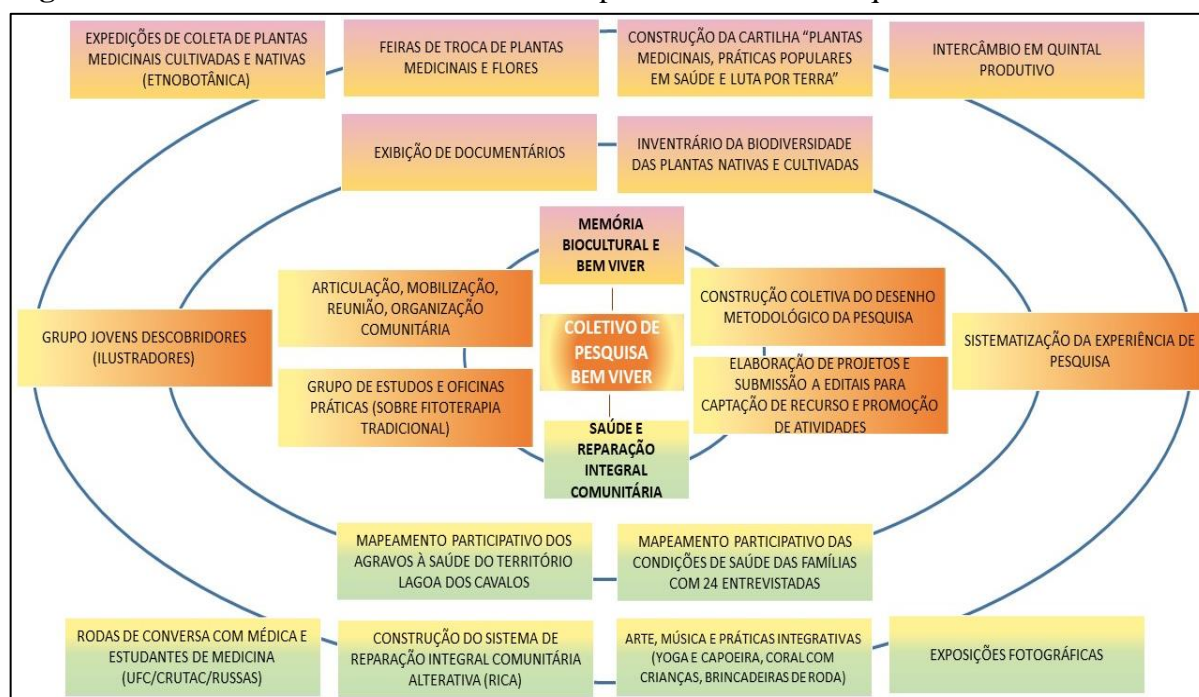 EXPEDIÇÕES DE COLETA DE PLANTAS
MEDICINAIS CULTIVADAS E NATIVAS
(ETNOBOTÂNICA)
FEIRAS DE TROCA DE PLANTAS
MEDICINAIS E FLORES
CONSTRUÇÃO DA CARTILHA “PLANTAS
MEDICINAIS, PRÁTICAS POPULARES
EM SAÚDE E LUTA POR TERRA”
INTERCÂMBIO EM QUINTAL
PRODUTIVO
EXIBIÇÃO DE DOCUMENTÁRIOS
INVENTRÁRIO DA BIODIVERSIDADE
DAS PLANTAS NATIVAS E CULTIVADAS
MEMÓRIA
BIOCULTURAL E
BEM VIVER
ARTICULAÇÃO, MOBILIZAÇÃO,
REUNIÃO, ORGANIZAÇÃO
COMUNITÁRIA
CONSTRUÇÃO COLETIVA DO DESENHO
METODOLÓGICO DA PESQUISA
GRUPO JOVENS DESCOBRIDORES
(ILUSTRADORES)
COLETIVO DE
PESQUISA
BEM VIVER
SISTEMATIZAÇÃO DA EXPERIÊNCIA DE
PESQUISA
GRUPO DE ESTUDOS E OFICINAS
PRÁTICAS (SOBRE FITOTERAPIA
TRADICIONAL)
ELABORAÇÃO DE PROJETOS E
SUBMISSÃO A EDITAIS PARA
CAPTAÇÃO DE RECURSO E PROMOÇÃO
DE ATIVIDADES
SAÚDE E
REPARAÇÃO
INTEGRAL
COMUNITÁRIA
MAPEAMENTO PARTICIPATIVO DOS
AGRAVOS À SAÚDE DO TERRITÓRIO
LAGOA DOS CAVALOS
MAPEAMENTO PARTICIPATIVO DAS
CONDIÇÕES DE SAÚDE DAS FAMÍLIAS
COM 24 ENTREVISTADAS
RODAS DE CONVERSA COM MÉDICA E
ESTUDANTES DE MEDICINA
(UFC/CRUTAC/RUSSAS)
CONSTRUÇÃO DO SISTEMA DE
REPARAÇÃO INTEGRAL COMUNITÁRIA
ALTERATIVA (RICA)
ARTE, MÚSICA E PRÁTICAS INTEGRATIVAS
(YOGA E CAPOEIRA, CORAL COM
CRIANÇAS, BRINCADEIRAS DE RODA)
EXPOSIÇÕES FOTOGRÁFICAS